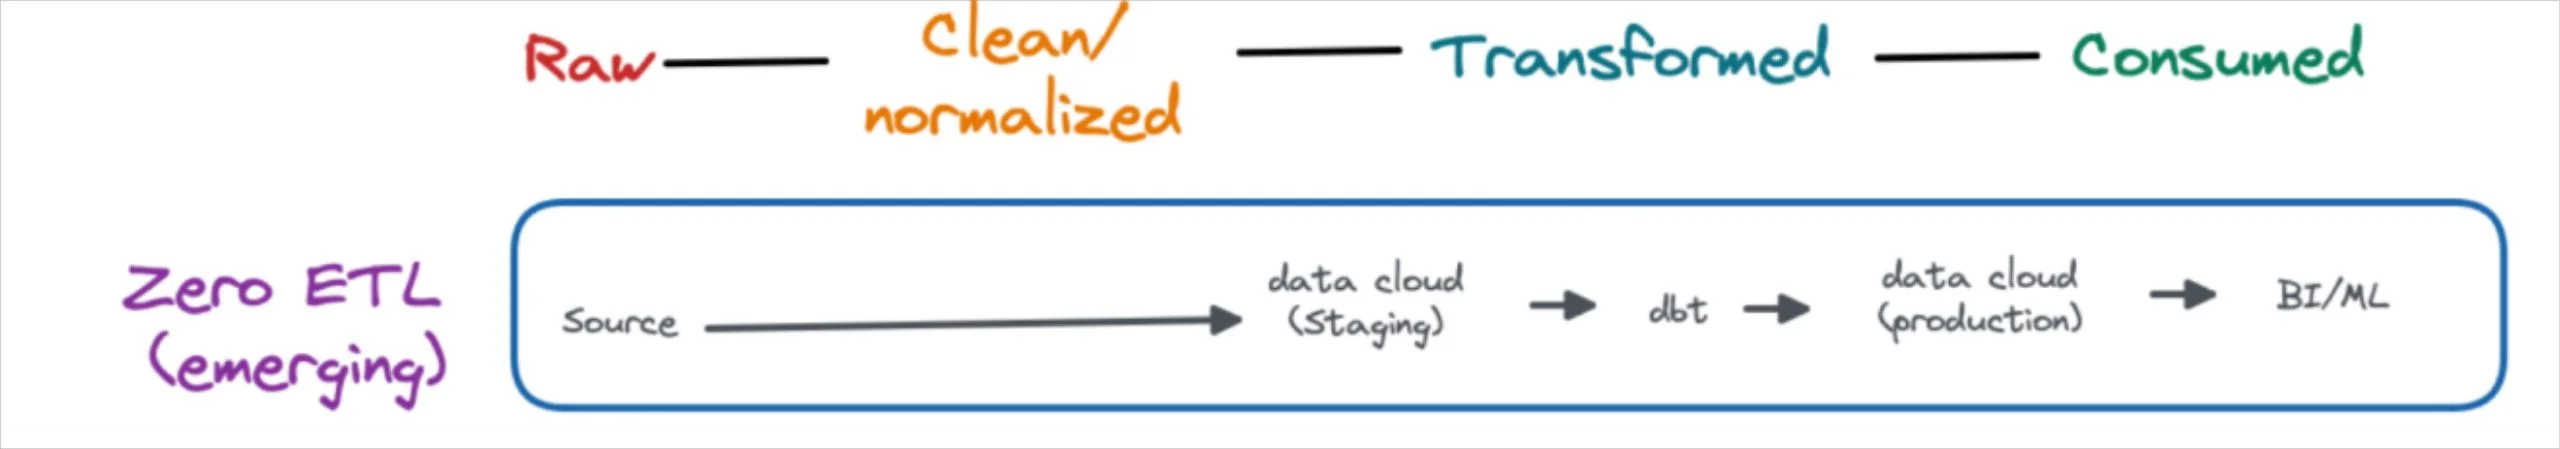 Raw
Clean/
normalized
Transformed
Consumed
Zero ETL
(emerging)
Source
data cloud
(Staging)
dbt
data cloud
(production)
BI/ML